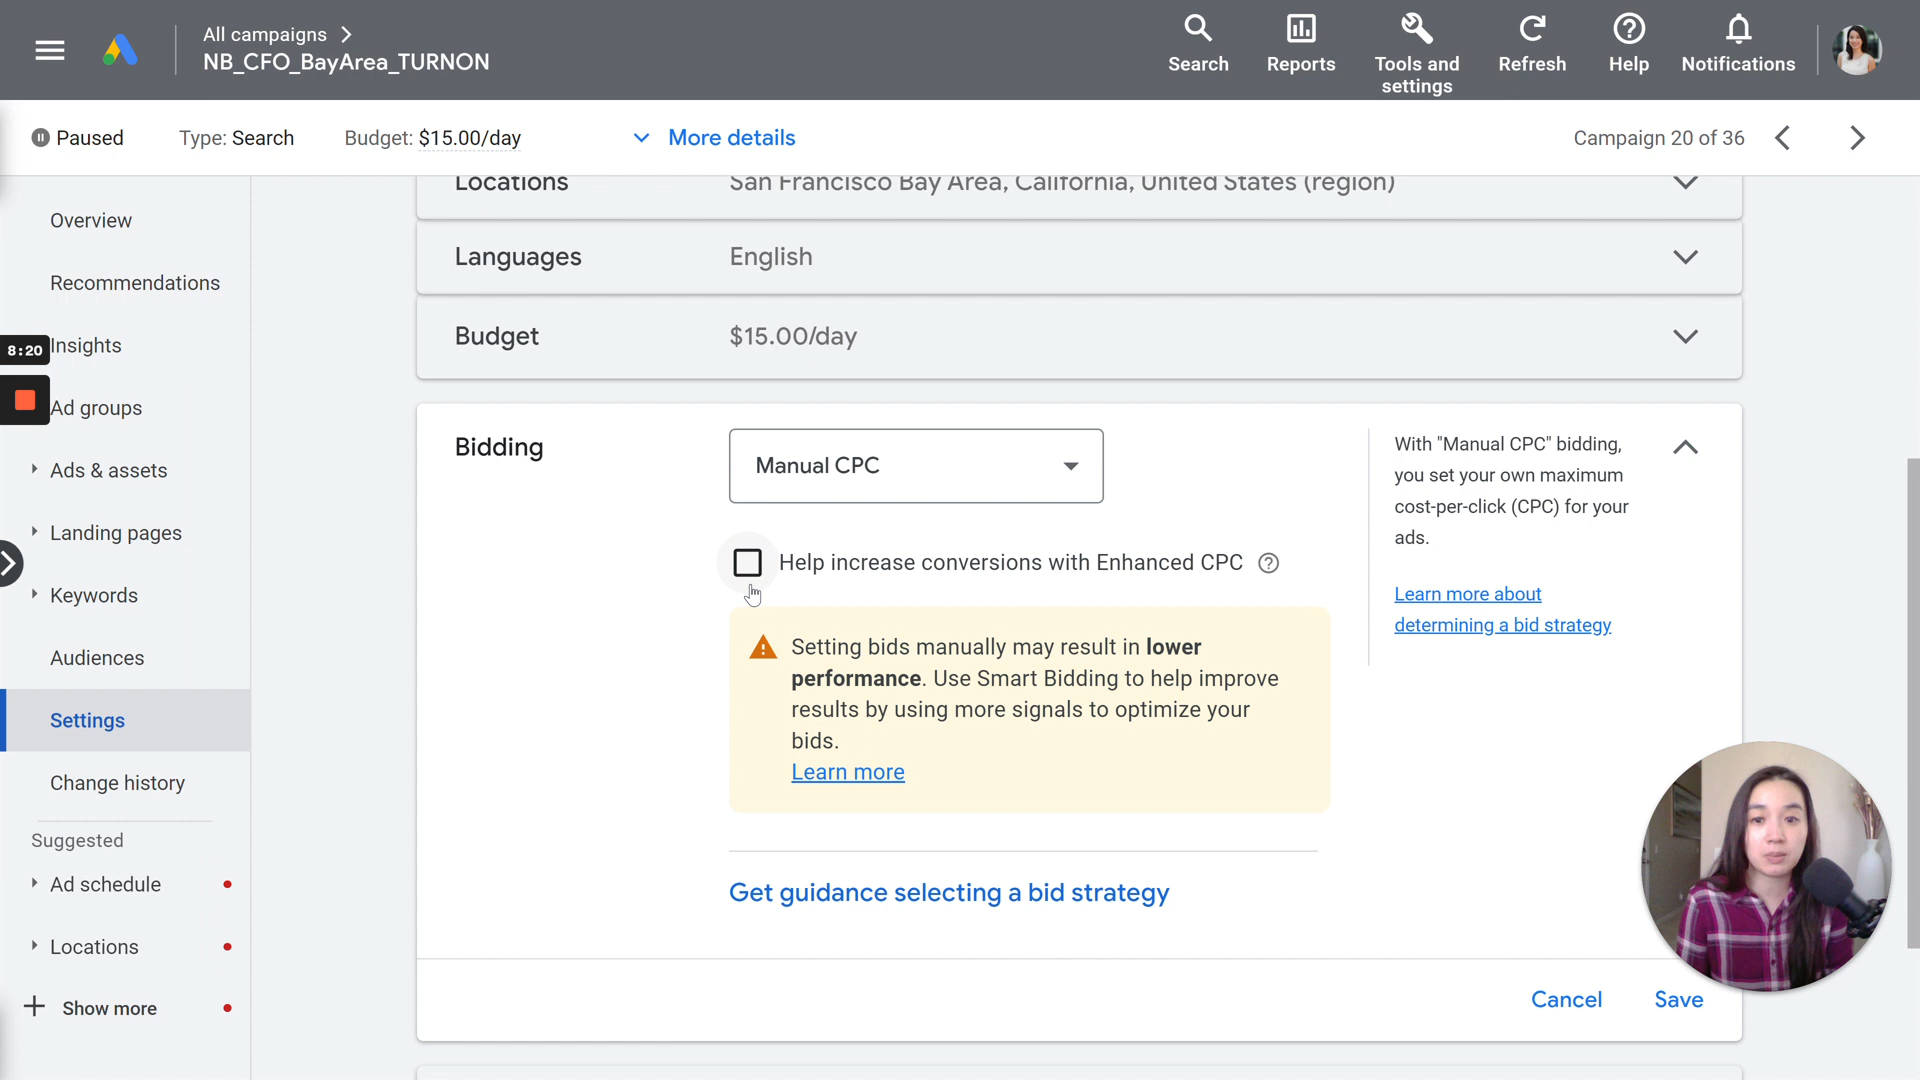 All campaigns
NB_CFO_BayArea_TURNON
Search
Reports
Tools and
settings
Refresh
Help
Notifications
Paused
Type: Search
Budget: $15.00/day
More details
Campaign 20 of 36
Overview
Recommendations
8:20
Insights
Ad groups
Ads & assets
Landing pages
Keywords
Audiences
Settings
Change history
Suggested
Ad schedule
Locations
Show more
Locations
San Francisco Bay Area, California, United States (region)
Languages
English
Budget
$15.00/day
Bidding
Manual CPC
Help increase conversions with Enhanced CPC
Setting bids manually may result in lower
performance. Use Smart Bidding to help improve
results by using more signals to optimize your
bids.
Learn more
Get guidance selecting a bid strategy
With "Manual CPC" bidding,
you set your own maximum
cost-per-click (CPC) for your
ads.
Learn more about
determining a bid strategy
Cancel
Save